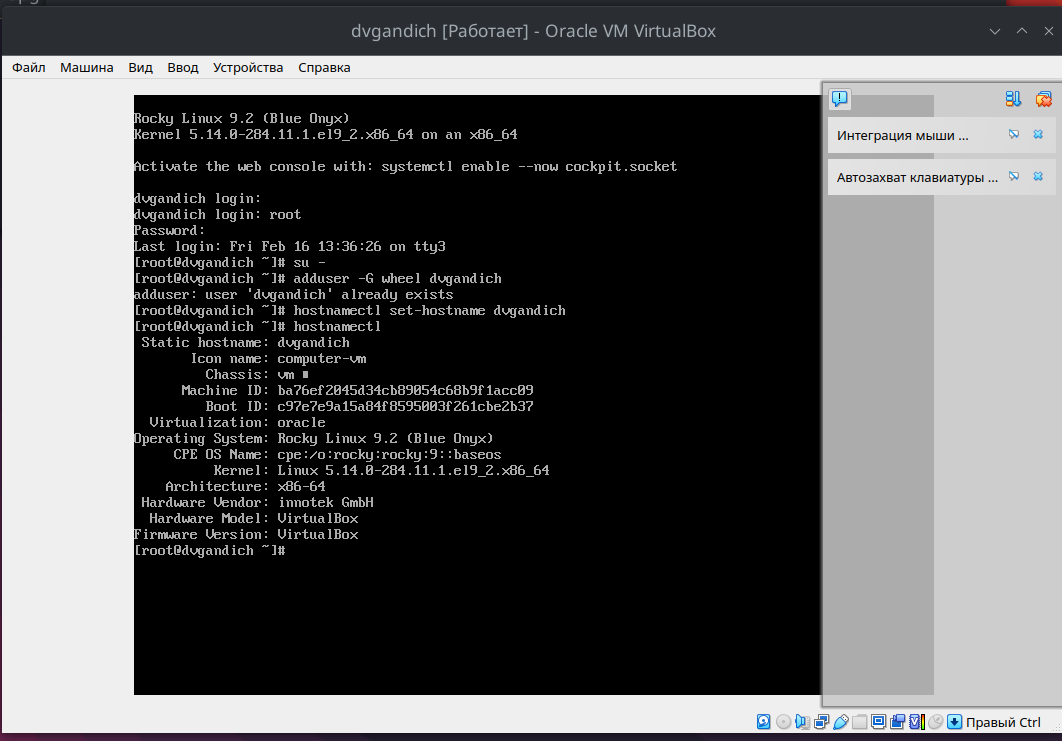 dvgandich [Работает] - Oracle VM VirtualBox
Файл Машина Вид Ввод Устройства Справка
Rocky Linux 9.2 (Blue Onyx)
Kernel 5.14.0-284.11.1.el9_2.x86_64 on an x86_64
Activate the web console with: systemctl enable --now cockpit.socket
dvgandich login:
dvgandich login: root
Password:
Last login: Fri Feb 16 13:36:26 on tty3
[root@dvgandich ~]# su -
[root@dvgandich ~]# adduser -G wheel dvgandich
adduser: user 'dvgandich' already exists
[root@dvgandich ~]# hostnamectl set-hostname dvgandich
[root@dvgandich ~]# hostnamectl
Static hostname: dvgandich
Icon name: computer-vm
Chassis: vm
Machine ID: ba76ef2045d34cb89054c68b9f1acc09
Boot ID: c97e7e9a15a84f8595003f261cbe2b37
Virtualization: oracle
Operating System: Rocky Linux 9.2 (Blue Onyx)
CPE OS Name: cpe:/o:rocky:rocky:9::baseos
Kernel: Linux 5.14.0-284.11.1.el9_2.x86_64
Architecture: x86-64
Hardware Vendor: innotek GmbH
Hardware Model: VirtualBox
Firmware Version: VirtualBox
[root@dvgandich ~]#
Интеграция мыши ...
Автозахват клавиатуры ...
Правый Ctrl